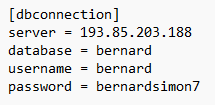 [dbconnection]
server = 193.85.203.188
database = bernard
username = bernard
password = bernardsimon7